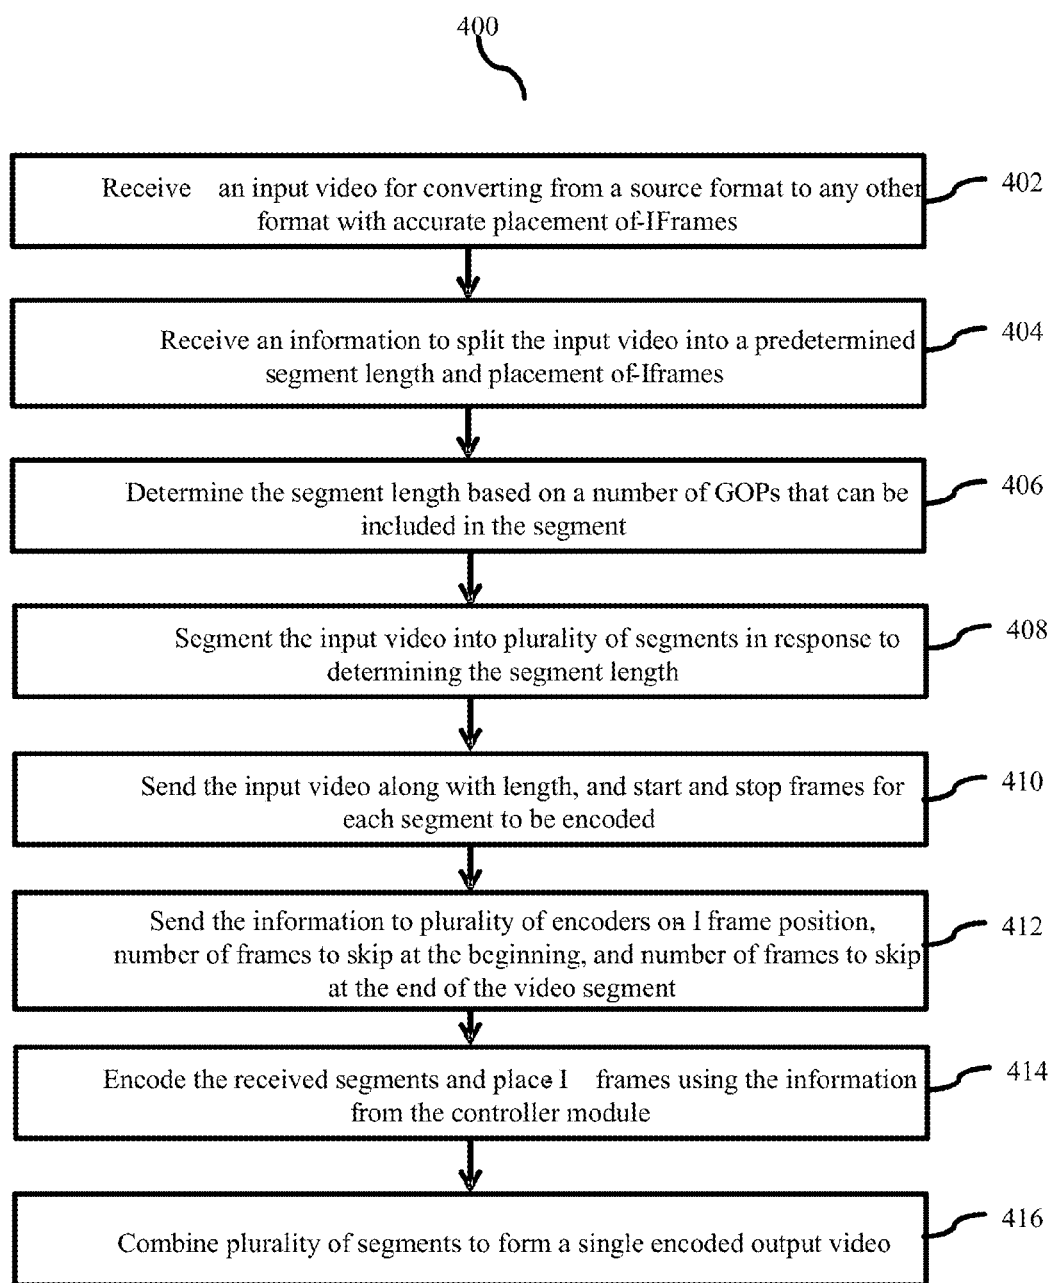 400
Receive an input video for converting from a source format to any other
format with accurate placement of-IFrames
402
Receive an information to split the input video into a predetermined
segment length and placement of-Iframes
404
Determine the segment length based on a number of GOPs that can be
included in the segment
406
Segment the input video into plurality of segments in response to
determining the segment length
408
Send the input video along with length, and start and stop frames for
each segment to be encoded
410
Send the information to plurality of encoders on I frame position,
number of frames to skip at the beginning, and number of frames to skip
at the end of the video segment
412
Encode the received segments and place I frames using the information
from the controller module
414
Combine plurality of segments to form a single encoded output video
416